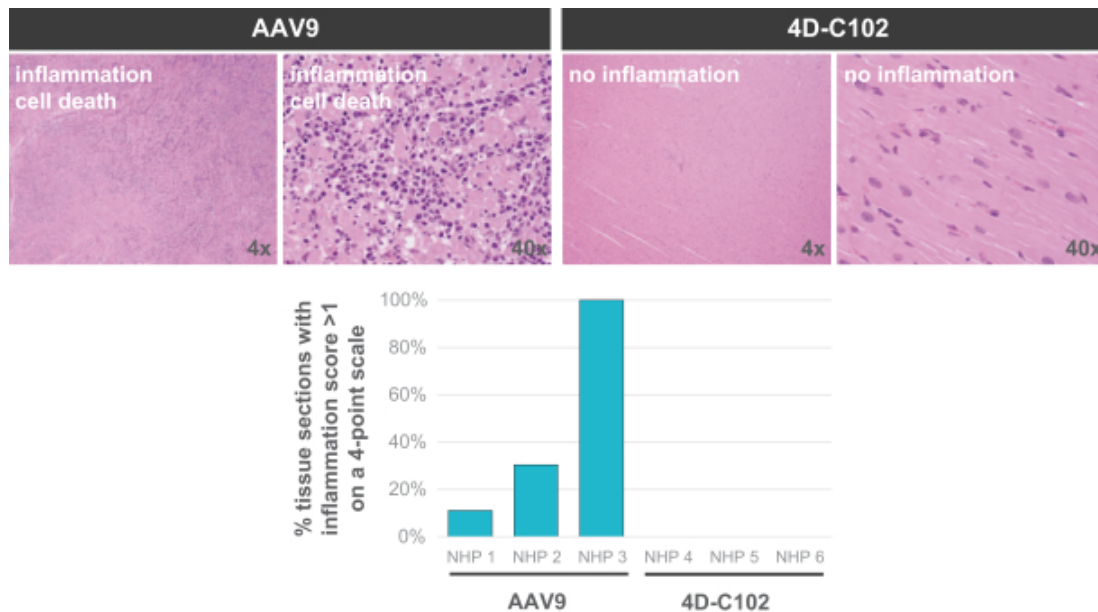 AAV9
4D-C102
inflammation
cell death
4x
inflammation
cell death
40x
no inflammation
4x
no inflammation
40x
% tissue sections with
inflammation score >1
on a 4-point scale
100%
80%
60%
40%
20%
0%
NHP 1 NHP 2 NHP 3 NHP 4 NHP 5 NHP 6
AAV9 4D-C102